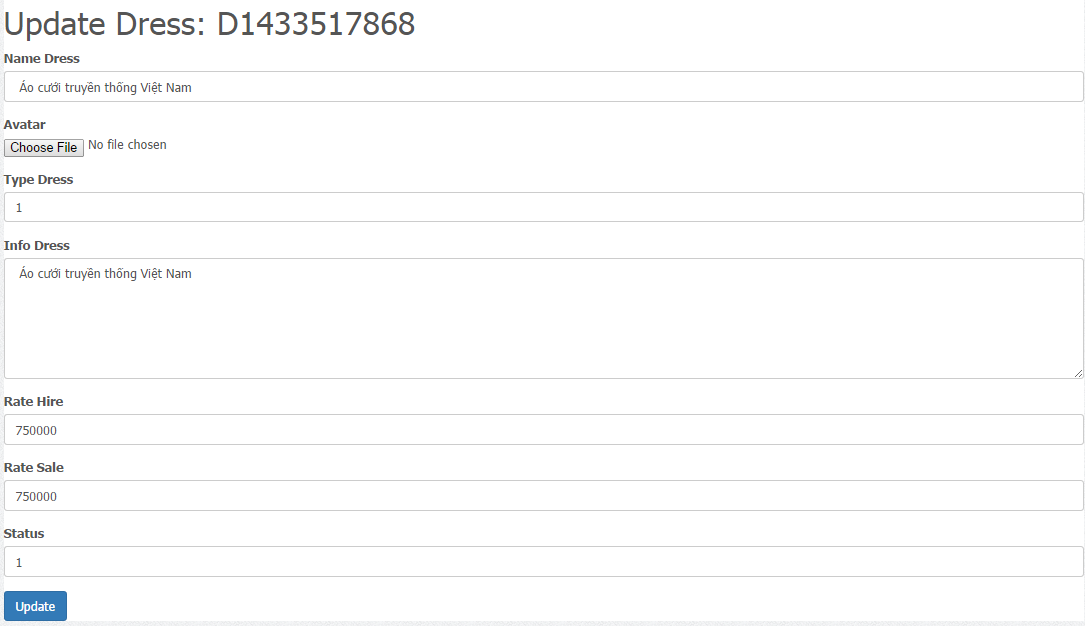 Update Dress: D1433517868
Name Dress
Áo cưới truyền thống Việt Nam
Avatar
Choose File No file chosen
Type Dress
1
Info Dress
Áo cưới truyền thống Việt Nam
Rate Hire
750000
Rate Sale
750000
Status
1
Update